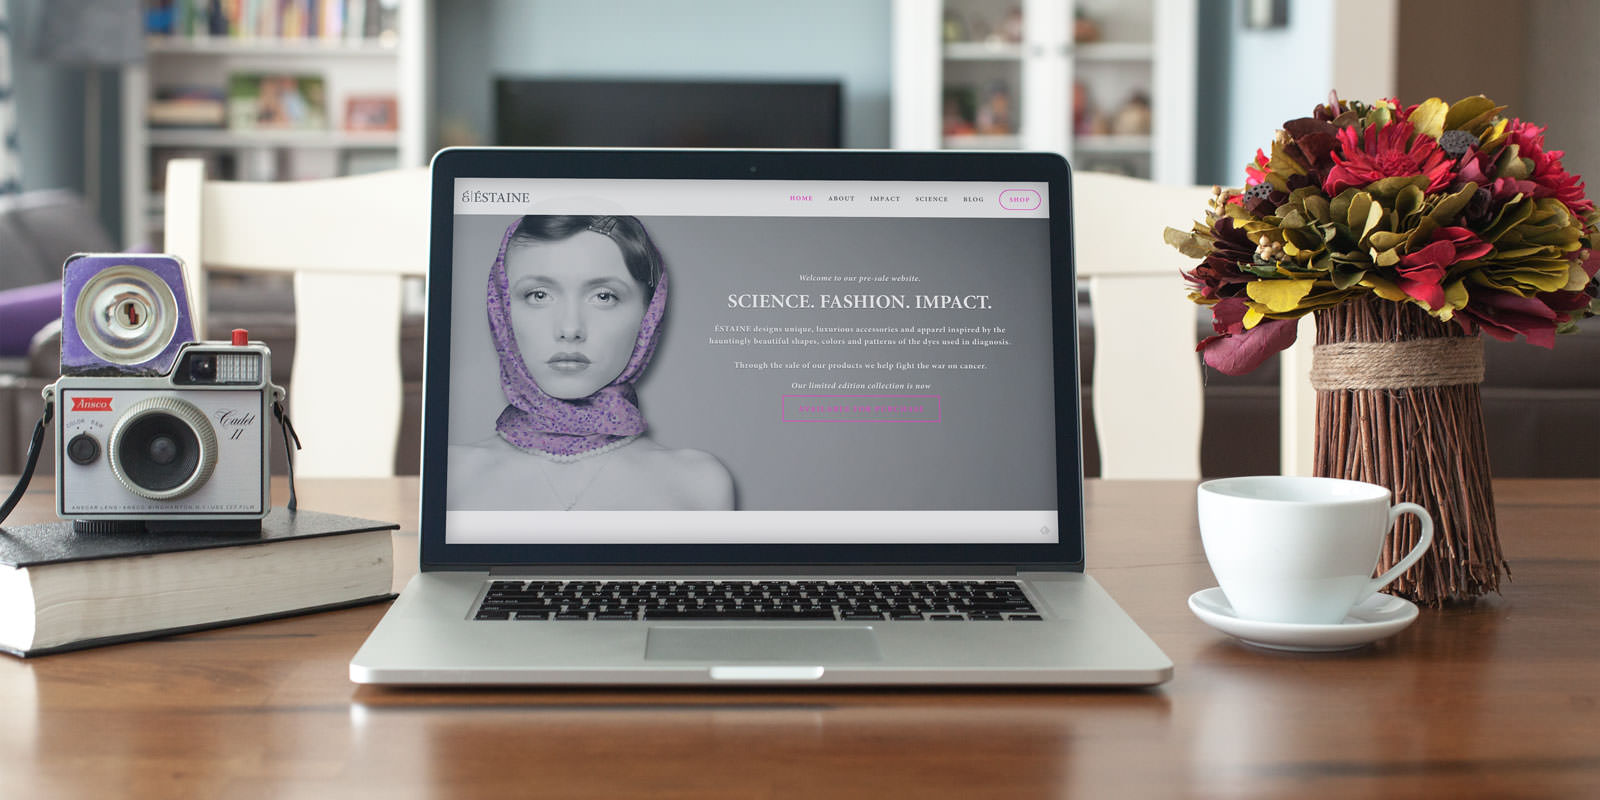 ÉSTAINE
HOME ABOUT IMPACT SCIENCE BLOG SHOP
Welcome to our pre-sale website.
SCIENCE. FASHION. IMPACT.
ÉSTAINE designs unique, luxurious accessories and apparel inspired by the
hauntingly beautiful shapes, colors and patterns of the dyes used in diagnosis.
Through the sale of our products we help fight the war on cancer.
Our limited edition collection is now
Ansco
COLOR B&W
Cadet
II
ANSCAR LENS • ANSCO, BINGHAMTON, N.Y. • USE 127 FILM